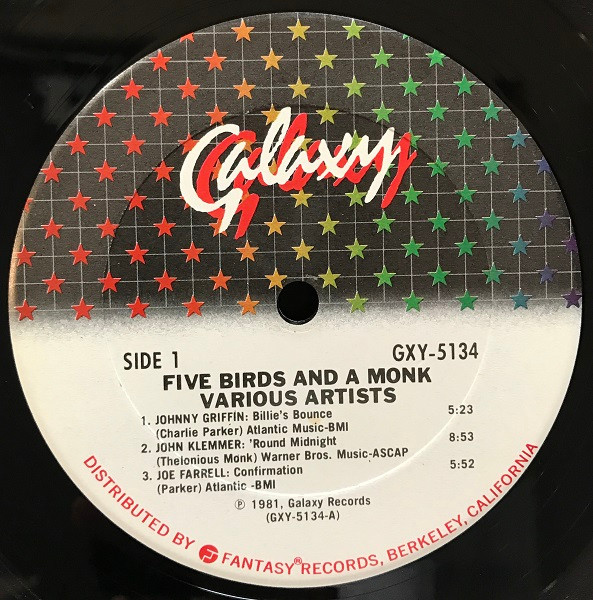 Galaxy
SIDE 1
GXY-5134
FIVE BIRDS AND A MONK
VARIOUS ARTISTS
1. JOHNNY GRIFFIN: Billie's Bounce 5:23
(Charlie Parker) Atlantic Music-BMI
2. JOHN KLEMMER: 'Round Midnight 8:53
(Thelonious Monk) Warner Bros. Music-ASCAP
3. JOE FARRELL: Confirmation 5:52
(Parker) Atlantic -BMI
℗ 1981, Galaxy Records
(GXY-5134-A)
DISTRIBUTED BY FANTASY® RECORDS, BERKELEY, CALIFORNIA